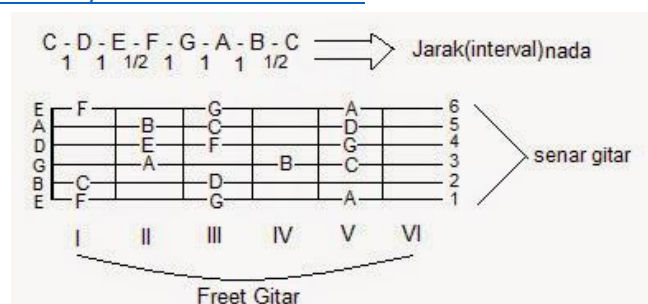 C - D - E - F - G - A - B - C Jarak(interval)nada
1 1 1/2 1 1 1 1/2
E F G A 6
A B C D 5
D E F G 4
G A B C 3
B C D 2
E F G A 1
senar gitar
I II III IV V VI
Freet Gitar